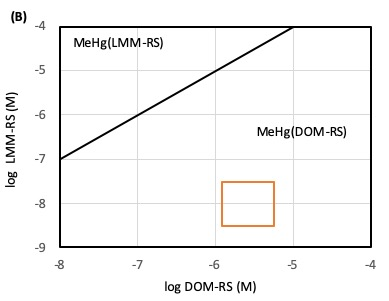 (B)
-4
MeHg(LMM-RS)
-5
-6
MeHg(DOM-RS)
-7
-8
-9
log LMM-RS (M)
-8 -7 -6 -5 -4
log DOM-RS (M)